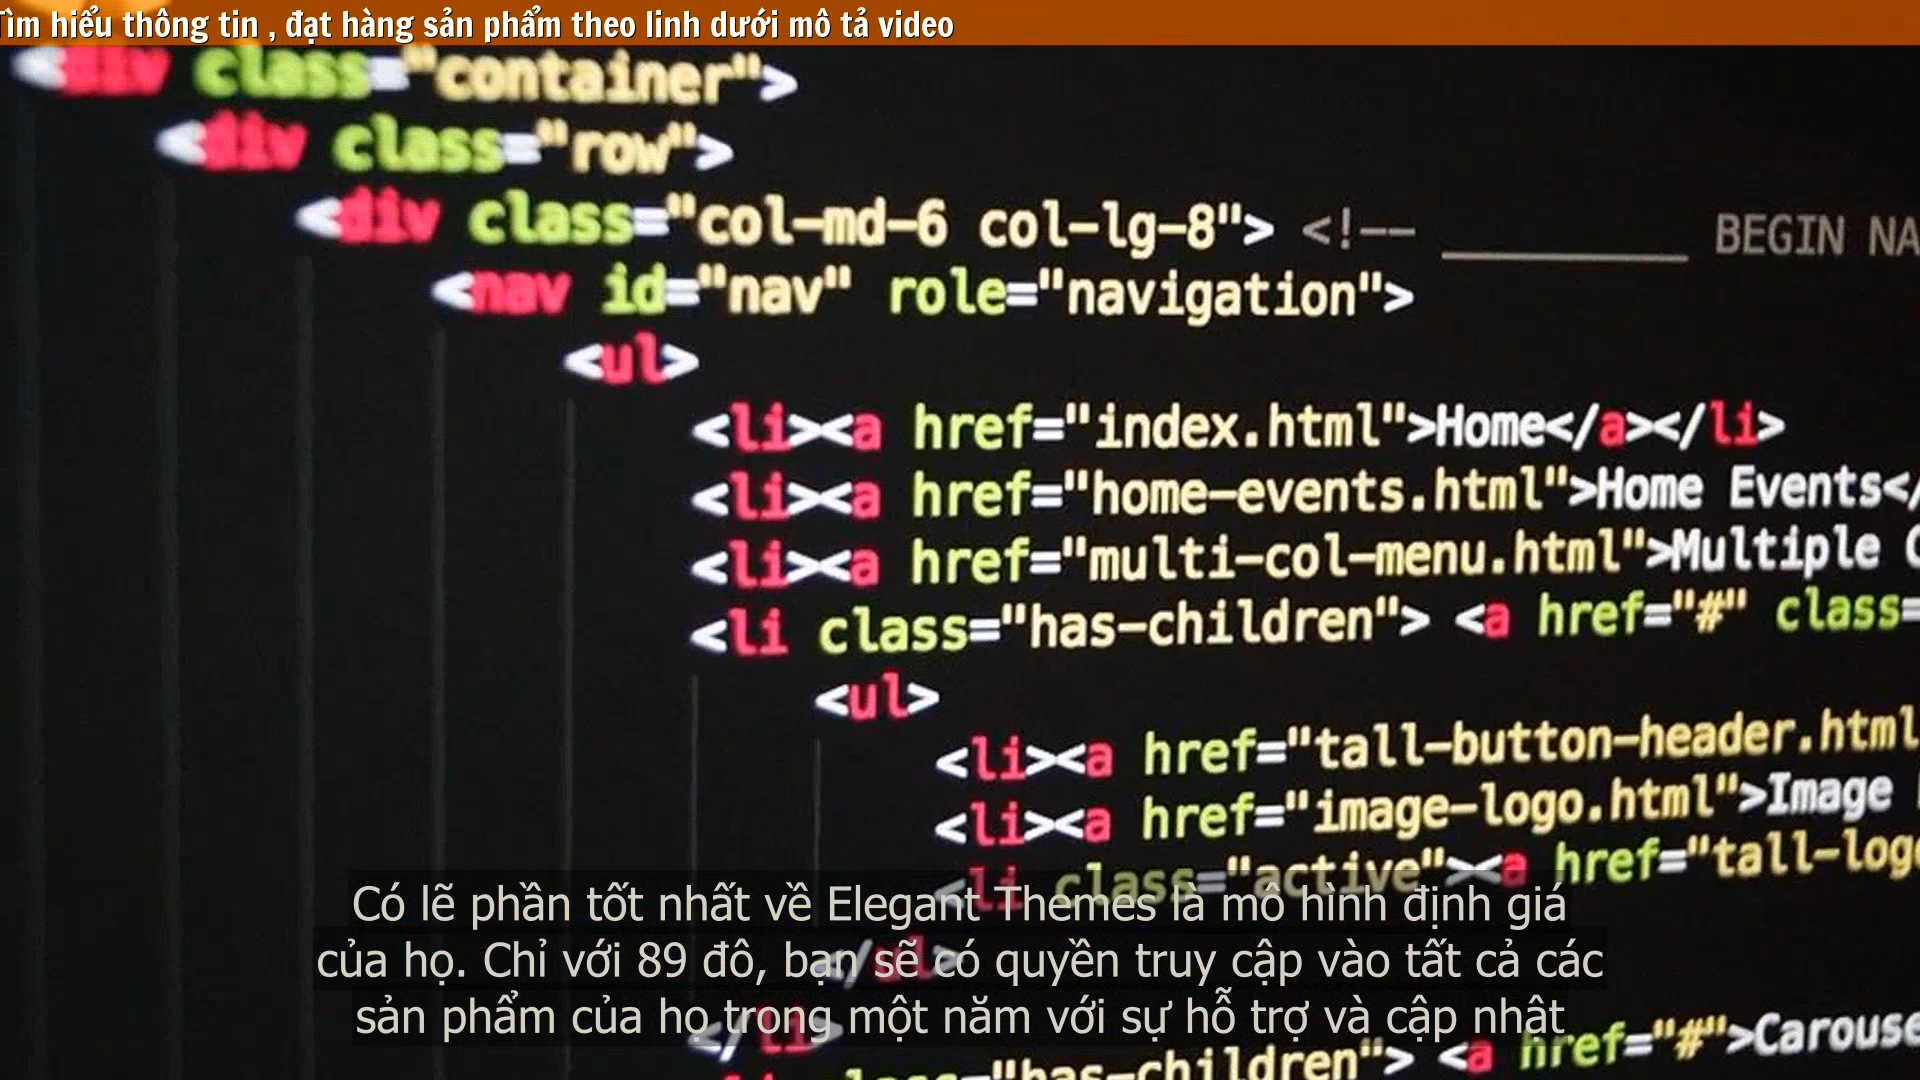 Tìm hiểu thông tin , đạt hàng sản phẩm theo linh dưới mô tả video
<div class="container">
<div class="row">
<div class="col-md-6 col-lg-8"> <!-- ________ BEGIN NA
<nav id="nav" role="navigation">
<ul>
<li><a href="index.html">Home</a></li>
<li><a href="home-events.html">Home Events</
<li><a href="multi-col-menu.html">Multiple C
<li class="has-children"> <a href="#" class=
<ul>
<li><a href="tall-button-header.html
<li><a href="image-logo.html">Image
<li class="active"><a href="tall-logo
</ul>
</li>
<li class="has-children"> <a href="#">Carouse
Có lẽ phần tốt nhất về Elegant Themes là mô hình định giá
của họ. Chỉ với 89 đô, bạn sẽ có quyền truy cập vào tất cả các
sản phẩm của họ trong một năm với sự hỗ trợ và cập nhật